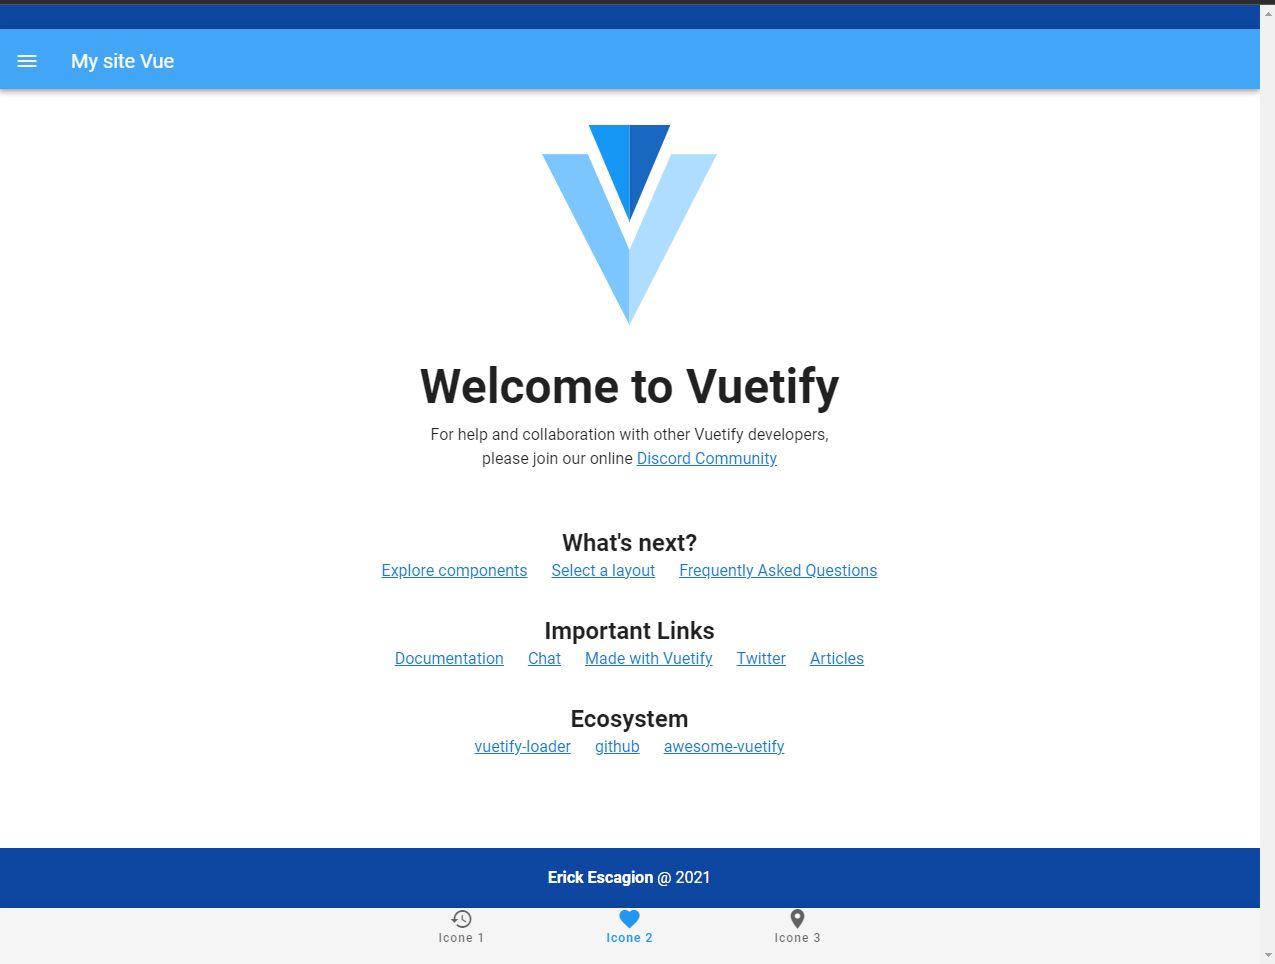 My site Vue
Welcome to Vuetify
For help and collaboration with other Vuetify developers,
please join our online Discord Community
What's next?
Explore components Select a layout Frequently Asked Questions
Important Links
Documentation Chat Made with Vuetify Twitter Articles
Ecosystem
vuetify-loader github awesome-vuetify
Erick Escagion @ 2021
Icone 1 Icone 2 Icone 3